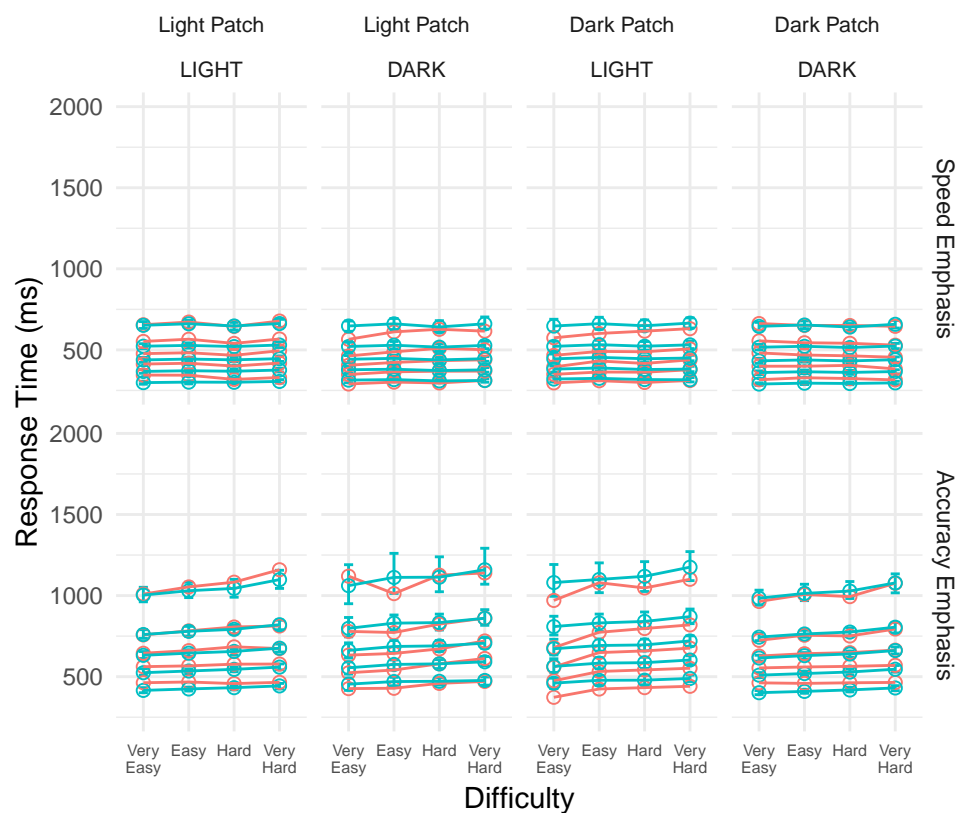 Light Patch Light Patch Dark Patch Dark Patch
LIGHT DARK LIGHT DARK
2000
1500
1000
500
Speed Emphasis
2000
1500
1000
500
Accuracy Emphasis
Response Time (ms)
Very Easy Hard Very Very Easy Hard Very Very Easy Hard Very Very Easy Hard Very
Easy Hard Easy Hard Easy Hard Easy Hard
Difficulty